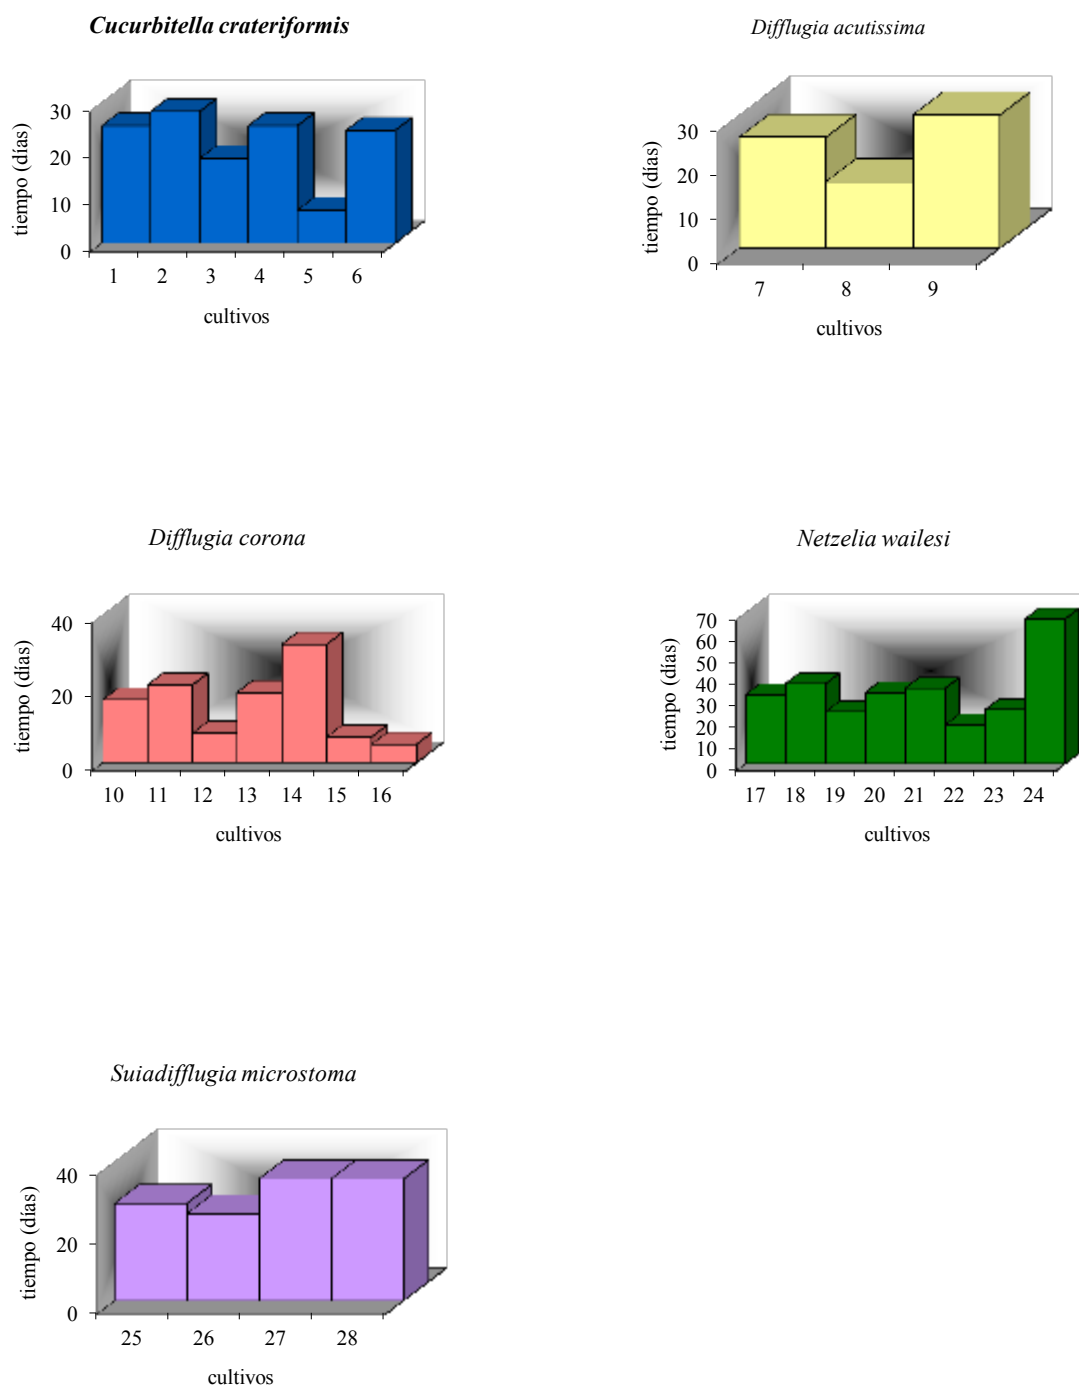 Cucurbitella crateriformis
tiempo (días)
30
20
10
0
1 2 3 4 5 6
cultivos
Difflugia acutissima
tiempo (días)
30
20
10
0
7 8 9
cultivos
Difflugia corona
tiempo (días)
40
20
0
10 11 12 13 14 15 16
cultivos
Netzelia wailesi
tiempo (días)
70
60
50
40
30
20
10
0
17 18 19 20 21 22 23 24
cultivos
Suiadifflugia microstoma
tiempo (días)
40
20
0
25 26 27 28
cultivos